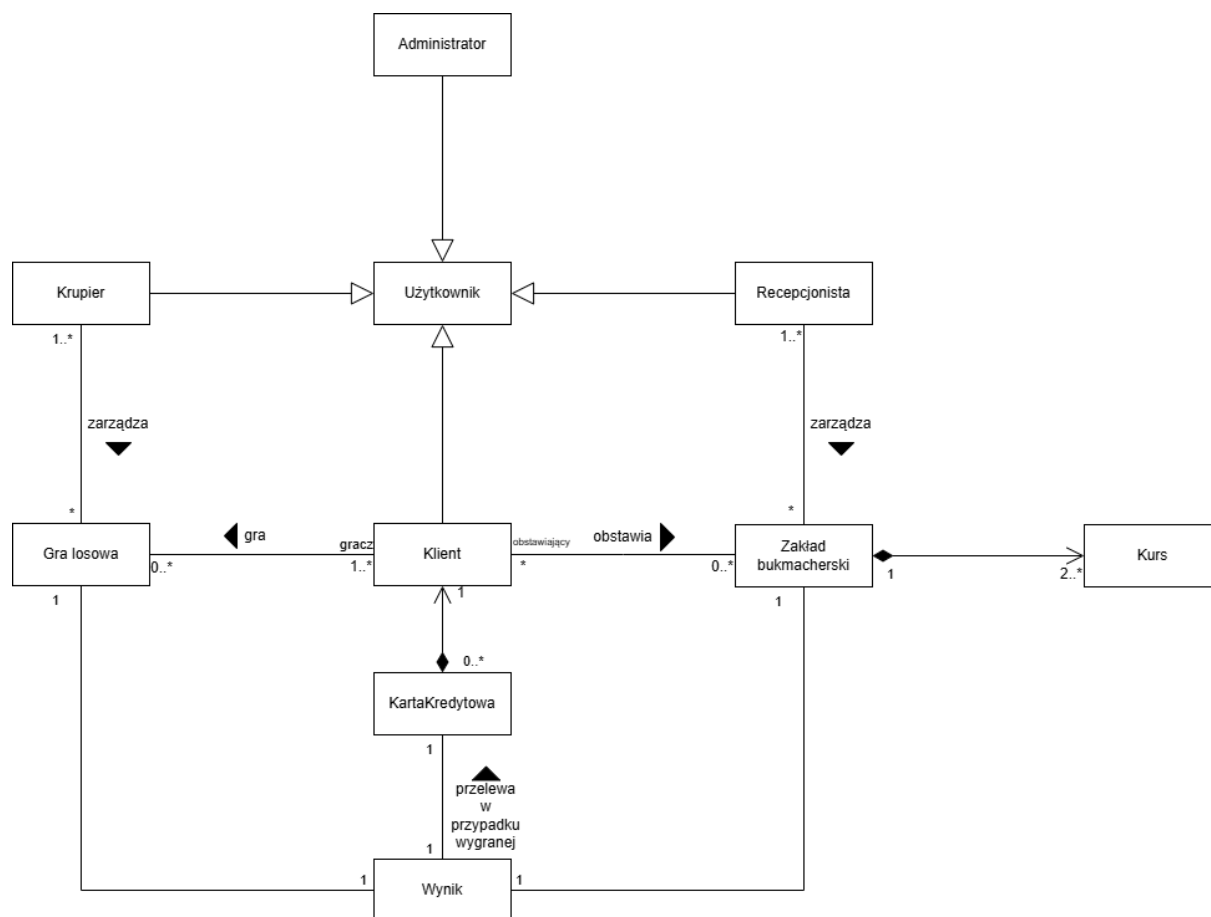 Administrator
Krupier
Użytkownik
Recepcjonista
1..*
1..*
zarządza
zarządza
*
*
Gra losowa
gra
gracz
Klient
obstawiający
obstawia
Zakład
bukmacherski
Kurs
0..*
1..*
*
0..*
1
2..*
1
1
1
0..*
KartaKredytowa
1
przelewa
w
przypadku
wygranej
1
1
Wynik
1